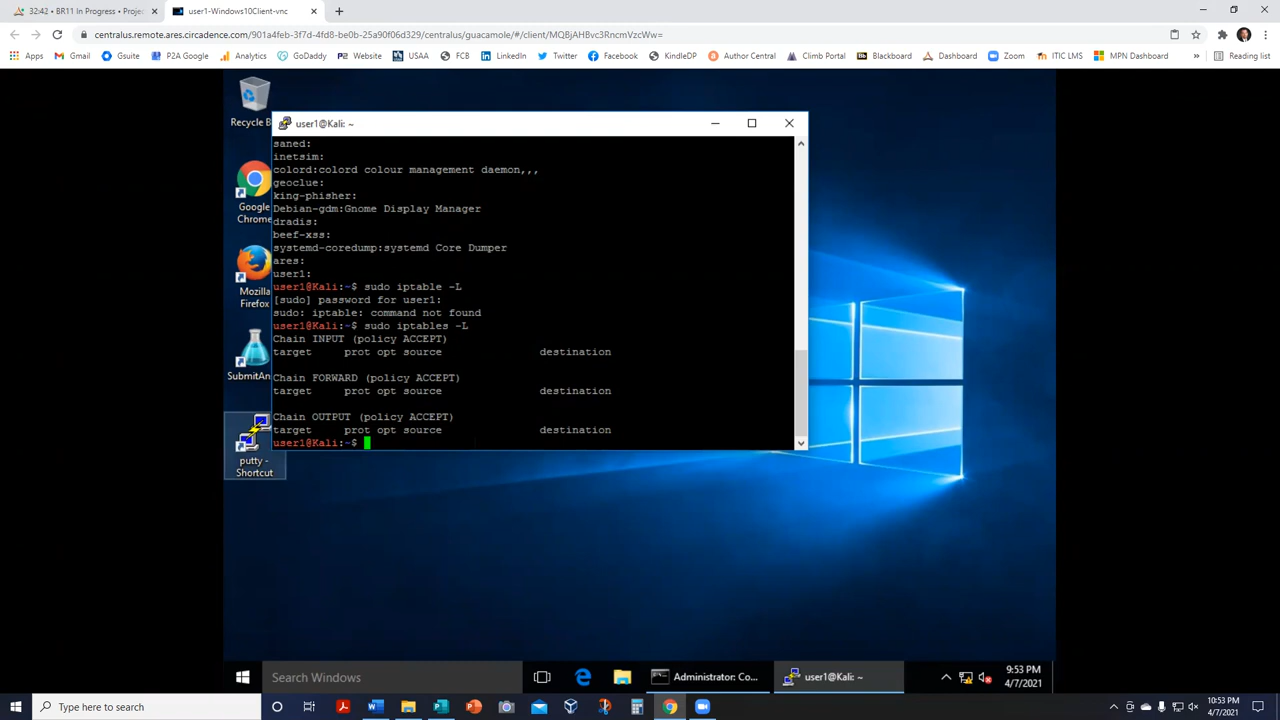 32:42 • BR11 In Progress • Projec
user1-Windows10Client-vnc
centralus.remote.ares.circadence.com/901a4feb-3f7d-4fd8-be0b-25a90f06d329/centralus/guacamole/#/client/MQBjAHBvc3RncmVzcWw=
Apps Gmail Gsuite P2A Google Analytics GoDaddy Website USAA FCB LinkedIn Twitter Facebook KindleDP Author Central Climb Portal Blackboard Dashboard Zoom ITIC LMS MPN Dashboard » Reading list
Recycle B
Google
Chrome
Mozilla
Firefox
SubmitAn
putty -
Shortcut
user1@Kali: ~
saned:
inetsim:
colord:colord colour management daemon,,,
geoclue:
king-phisher:
Debian-gdm:Gnome Display Manager
dradis:
beef-xss:
systemd-coredump:systemd Core Dumper
ares:
user1:
user1@Kali:~$ sudo iptable -L
[sudo] password for user1:
sudo: iptable: command not found
user1@Kali:~$ sudo iptables -L
Chain INPUT (policy ACCEPT)
target prot opt source destination
Chain FORWARD (policy ACCEPT)
target prot opt source destination
Chain OUTPUT (policy ACCEPT)
target prot opt source destination
user1@Kali:~$
Search Windows
Administrator: Co...
user1@Kali: ~
9:53 PM
4/7/2021
Type here to search
10:53 PM
4/7/2021